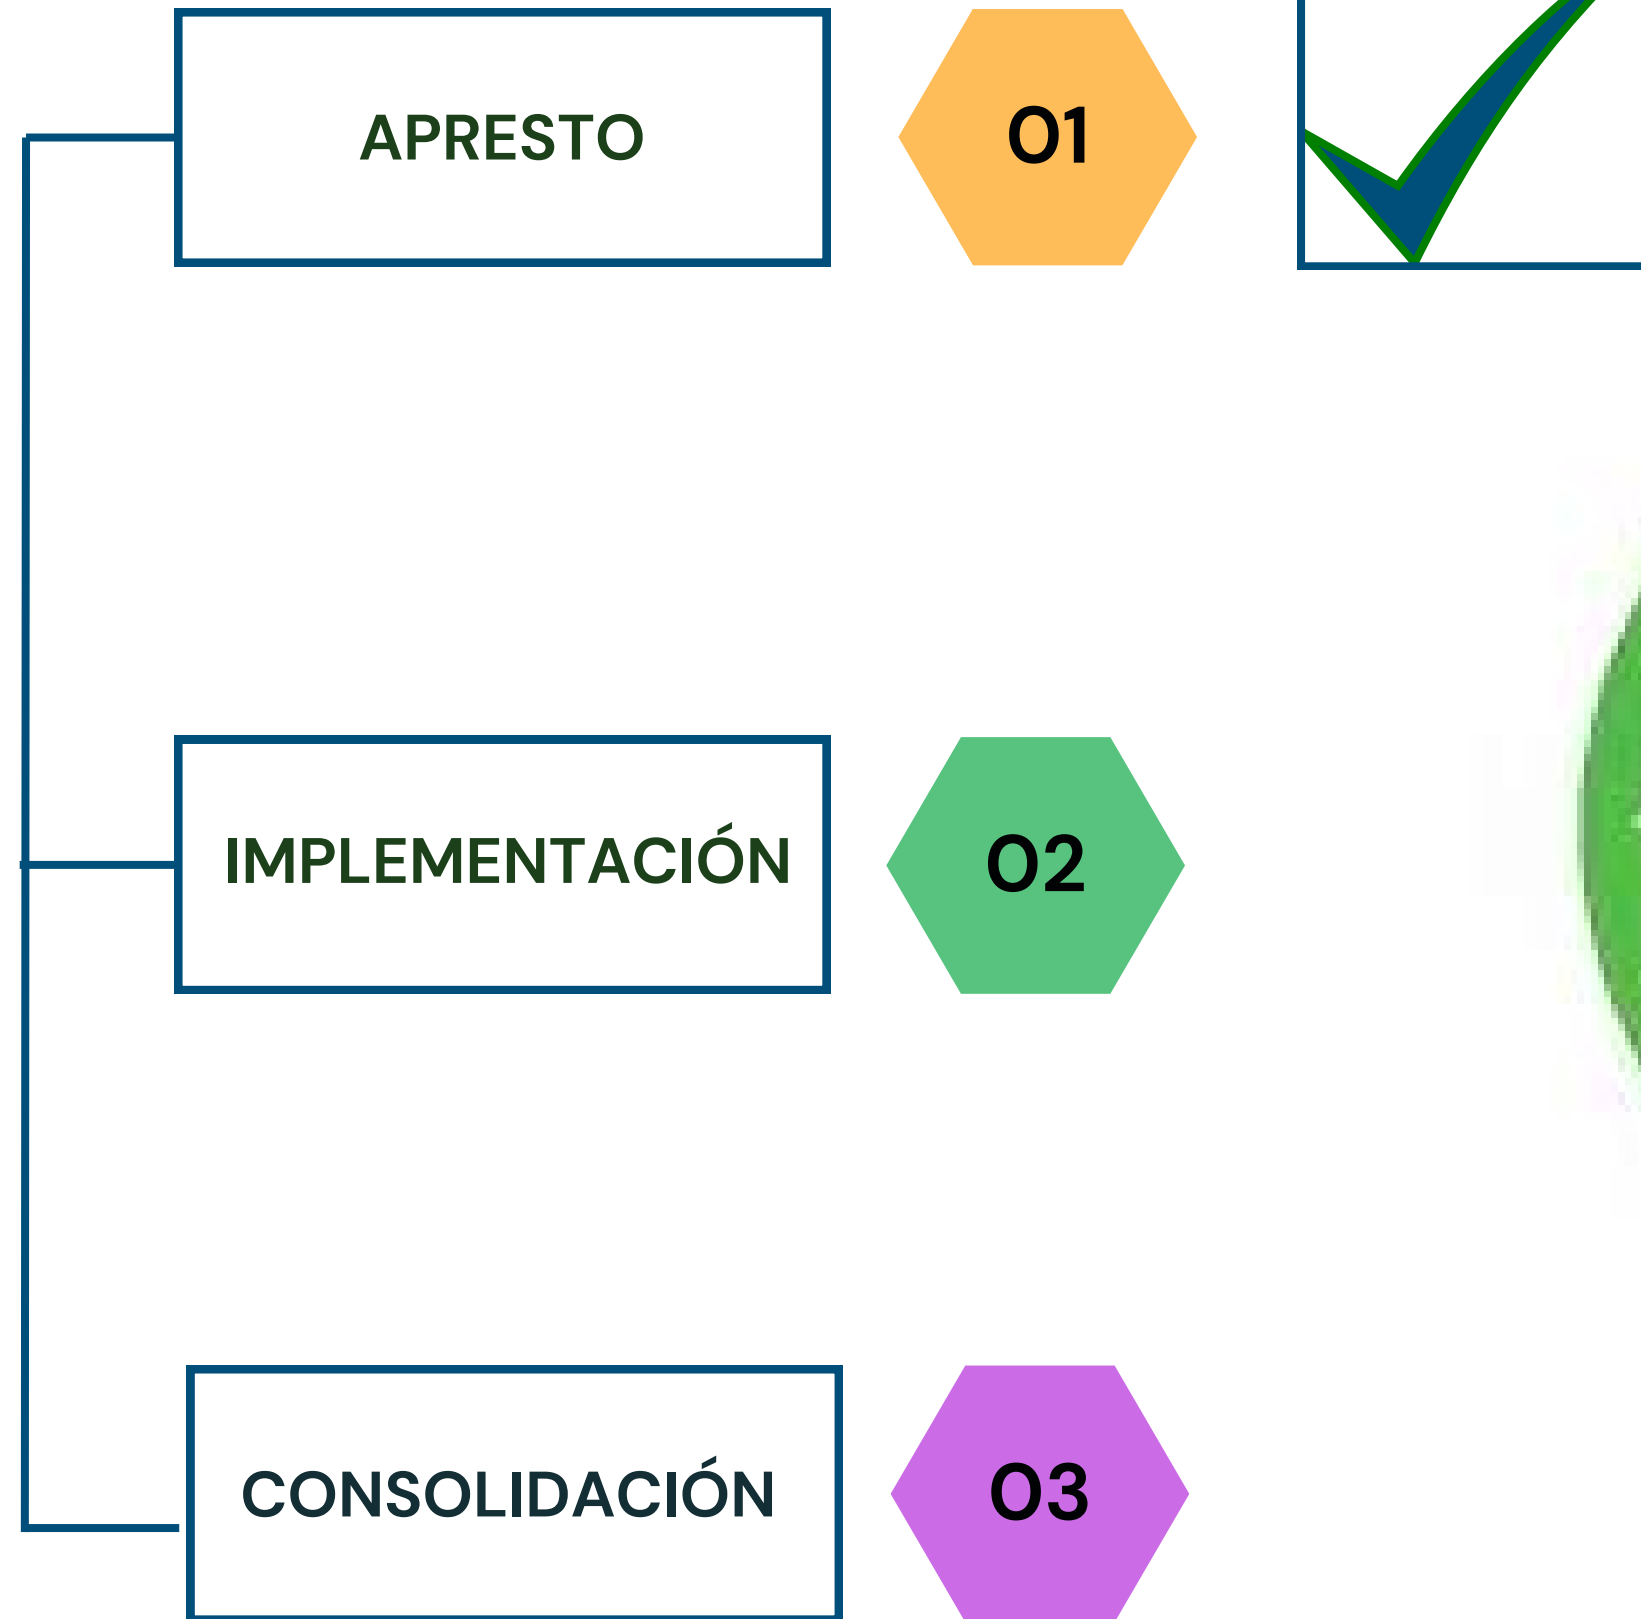 APRESTO
01
IMPLEMENTACIÓN
02
CONSOLIDACIÓN
03